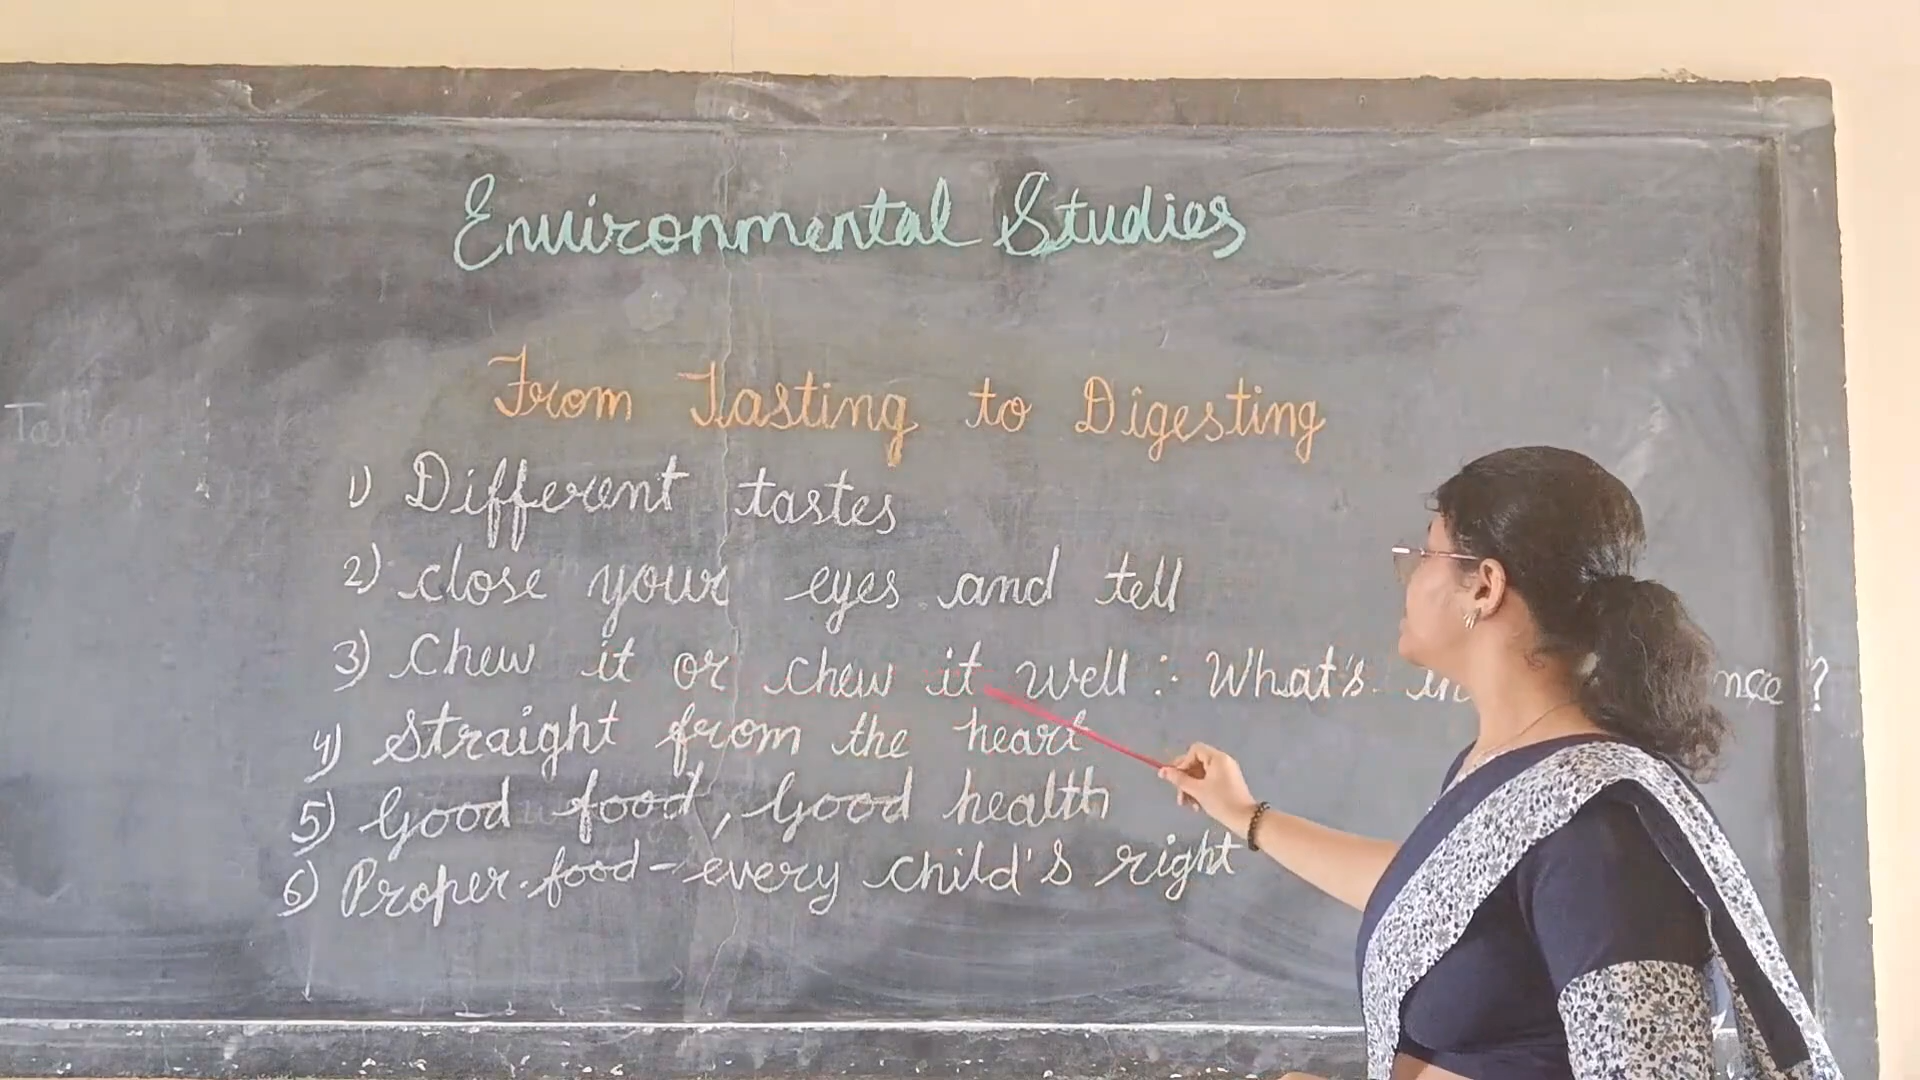 Environmental Studies
From Tasting to Digesting
1) Different tastes
2) close your eyes and tell
3) Chew it or chew it well : What's in nce ?
4) Straight from the heart
5) Good food, Good health
6) Proper food - every child's right